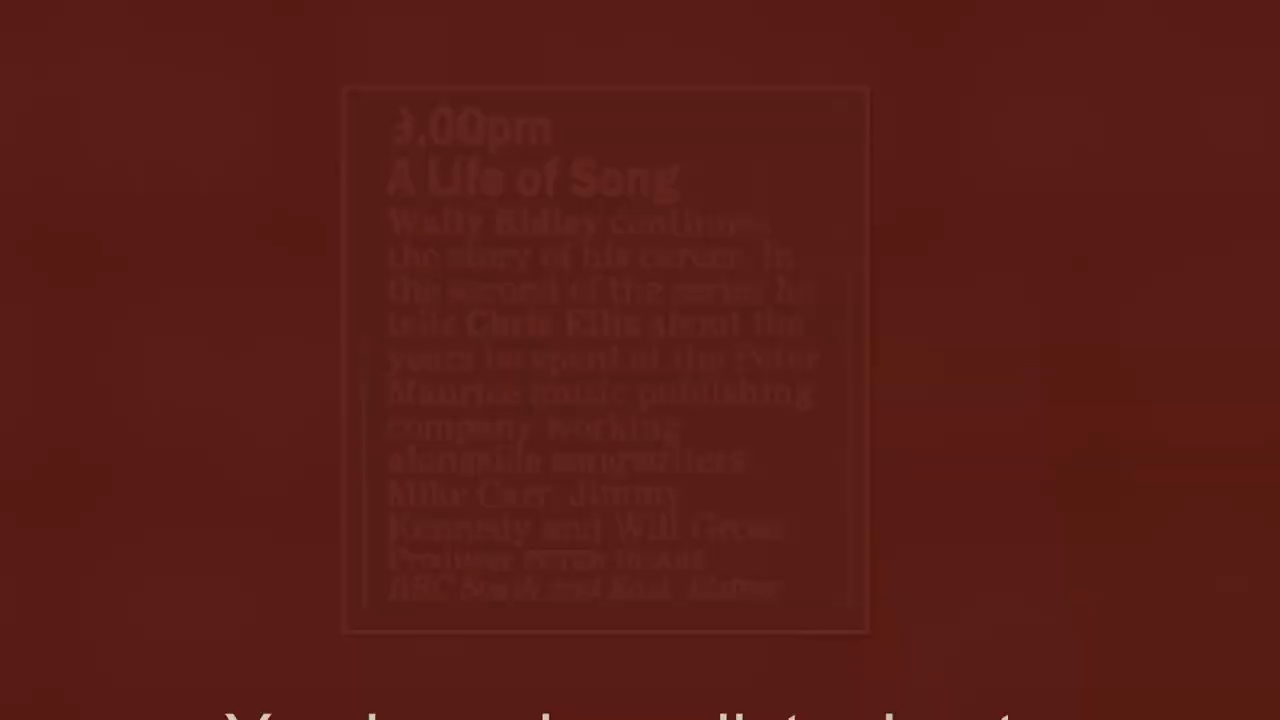 3.00pm
A Life of Song
Wally Ridley continues
the story of his career. In
the second of the series he
tells Chris Ellis about the
years he spent at the Peter
Maurice music publishing
company working
alongside songwriters
Mike Carr, Jimmy
Kennedy and Will Grosz.
Producer
BBC